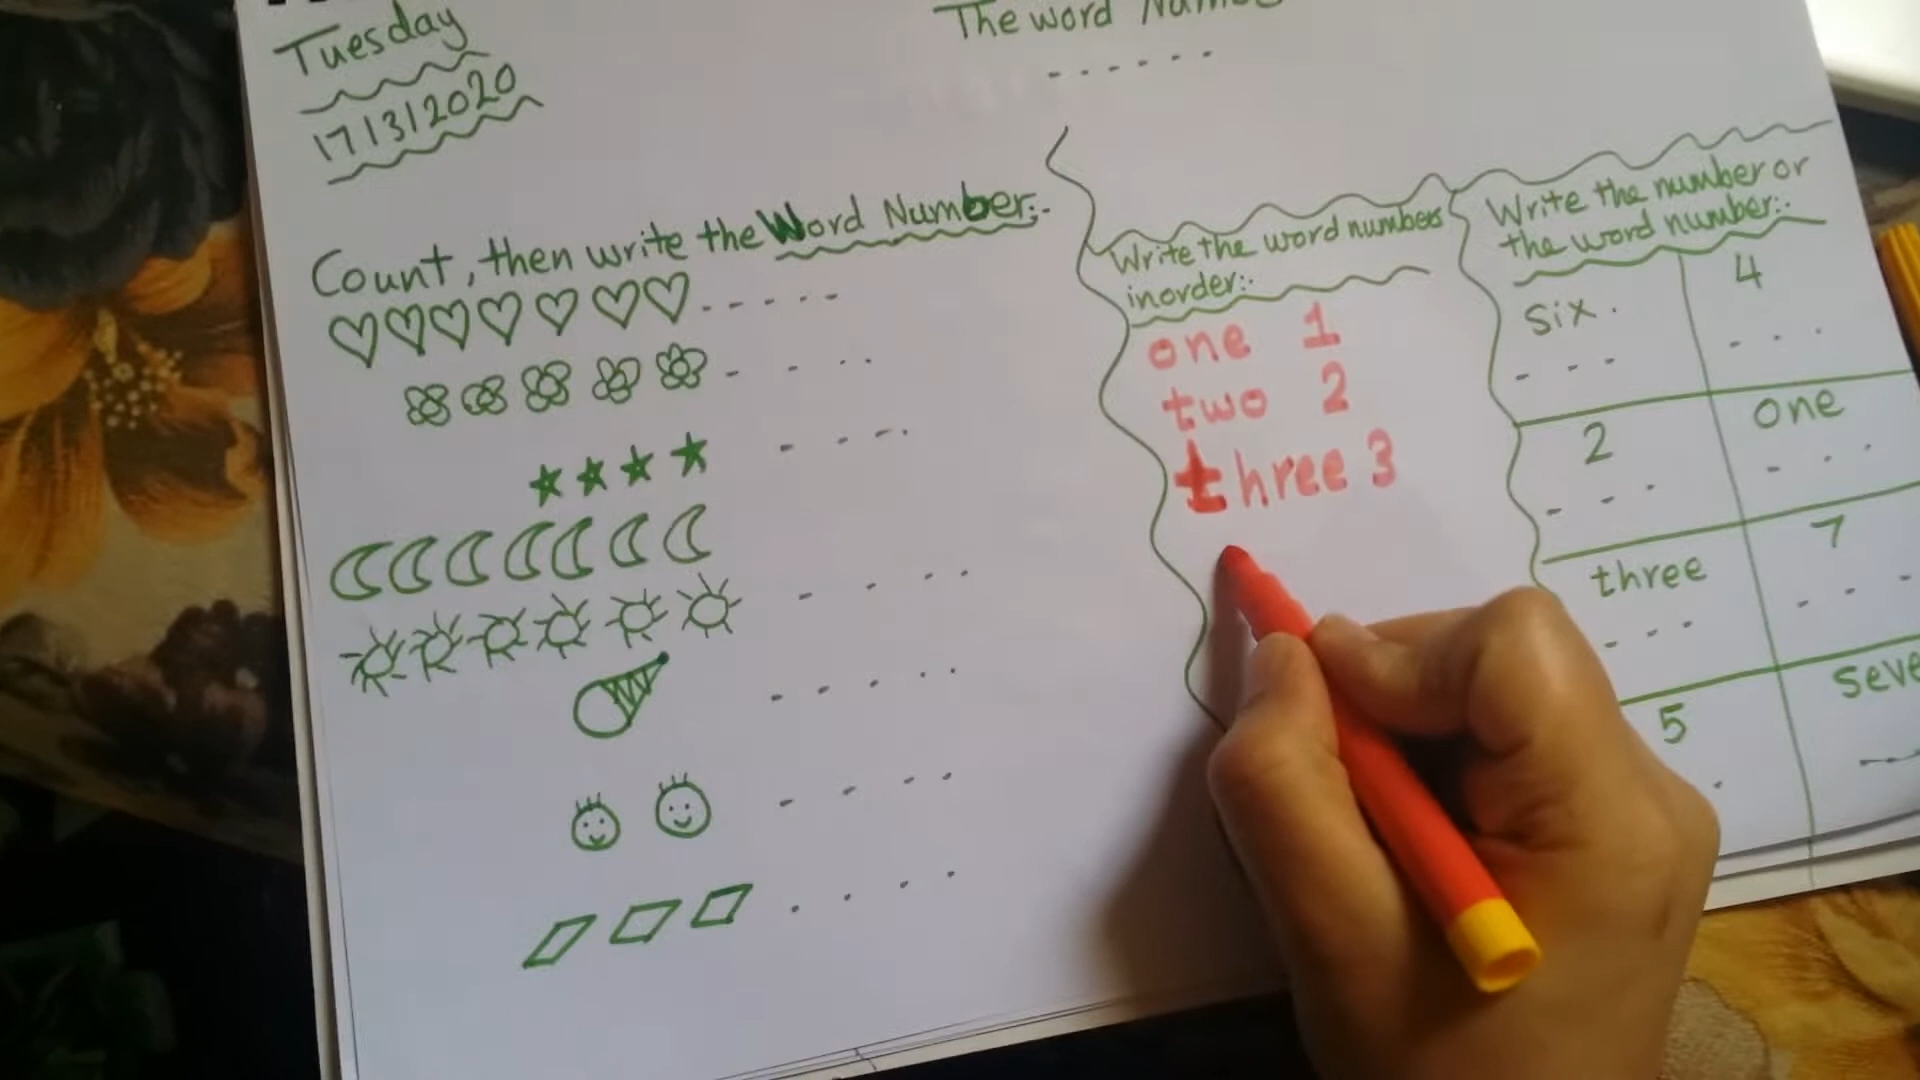 Tuesday
17/3/2020
The word
Count, then write the Word Number:-
Write the word numbers
inorder:-
one 1
two 2
three 3
Write the number or
the word number:-
six. 4
2 one
three 7
5